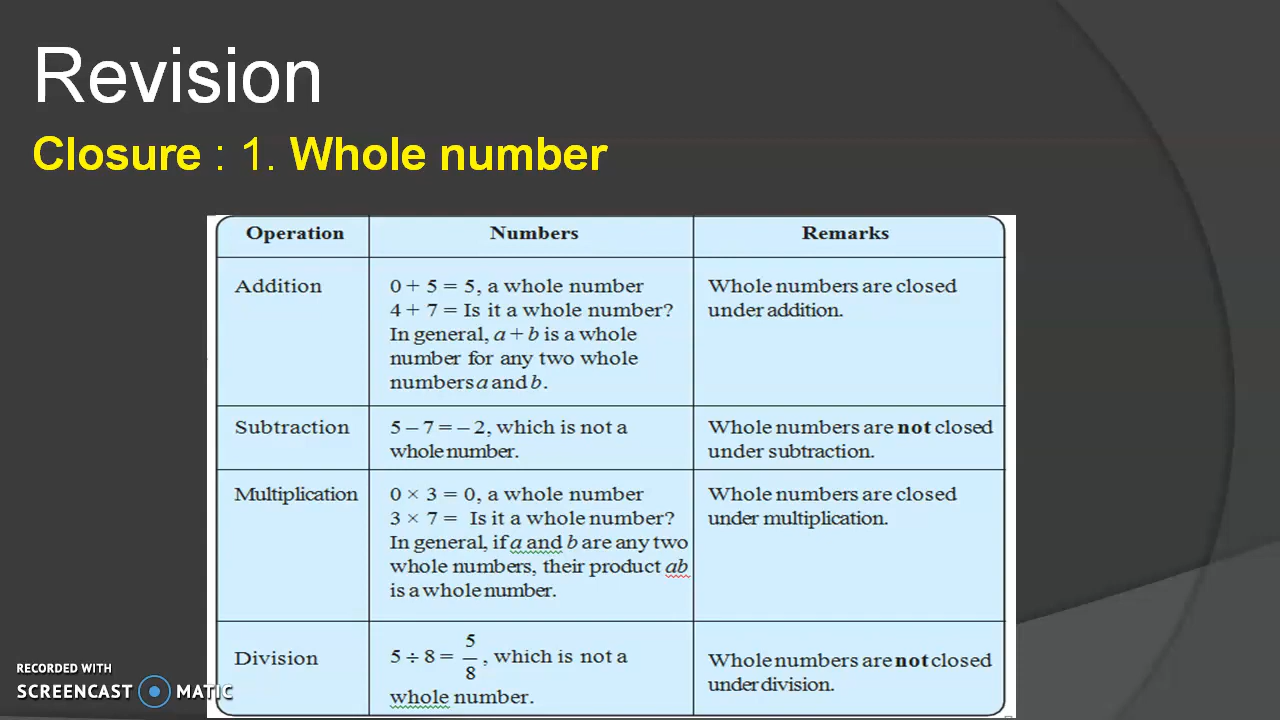 Revision
Closure : 1. Whole number
Operation Numbers Remarks
Addition
0 + 5 = 5, a whole number
4 + 7 = Is it a whole number?
In general, a + b is a whole
number for any two whole
numbers a and b.
Whole numbers are closed
under addition.
Subtraction
5 – 7 = – 2, which is not a
whole number.
Whole numbers are not closed
under subtraction.
Multiplication
0 × 3 = 0, a whole number
3 × 7 = Is it a whole number?
In general, if a and b are any two
whole numbers, their product ab
is a whole number.
Whole numbers are closed
under multiplication.
Division
5 ÷ 8 = 5/8, which is not a
whole number.
Whole numbers are not closed
under division.
RECORDED WITH
SCREENCAST MATIC